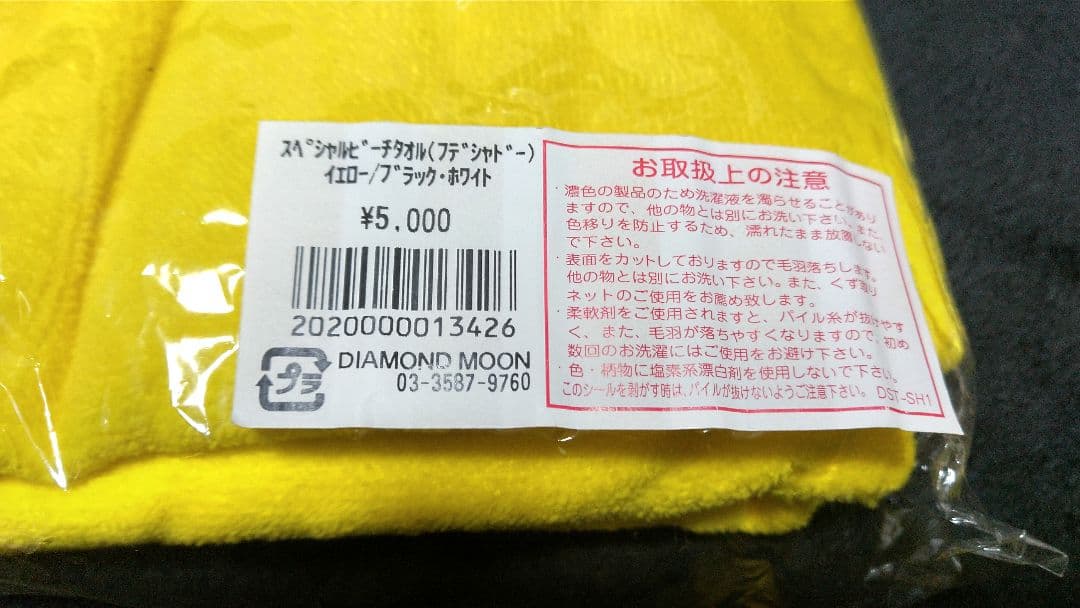 ｽﾍﾟｼｬﾙﾋﾞｰﾁﾀｵﾙ(ﾌﾃﾞｼｬﾄﾞｰ)
ｲｴﾛｰ/ﾌﾞﾗｯｸ・ﾎﾜｲﾄ
¥5,000
2020000013426
プラ
DIAMOND MOON
03-3587-9760
お取扱上の注意
・濃色の製品のため洗濯液を濁らせることがあり
ますので、他の物とは別にお洗い下さい。また、
色移りを防止するため、濡れたまま放置しない
で下さい。
・表面をカットしておりますので毛羽落ちします。
他の物とは別にお洗い下さい。また、くず取り
ネットのご使用をお薦め致します。
・柔軟剤をご使用されますと、パイル糸が抜けやす
く、また、毛羽が落ちやすくなりますので、初め
数回のお洗濯にはご使用をお避け下さい。
・色・柄物に塩素系漂白剤を使用しないで下さい。
このシールを剥がす時は、パイルが抜けないようご注意下さい。 DST-SH1